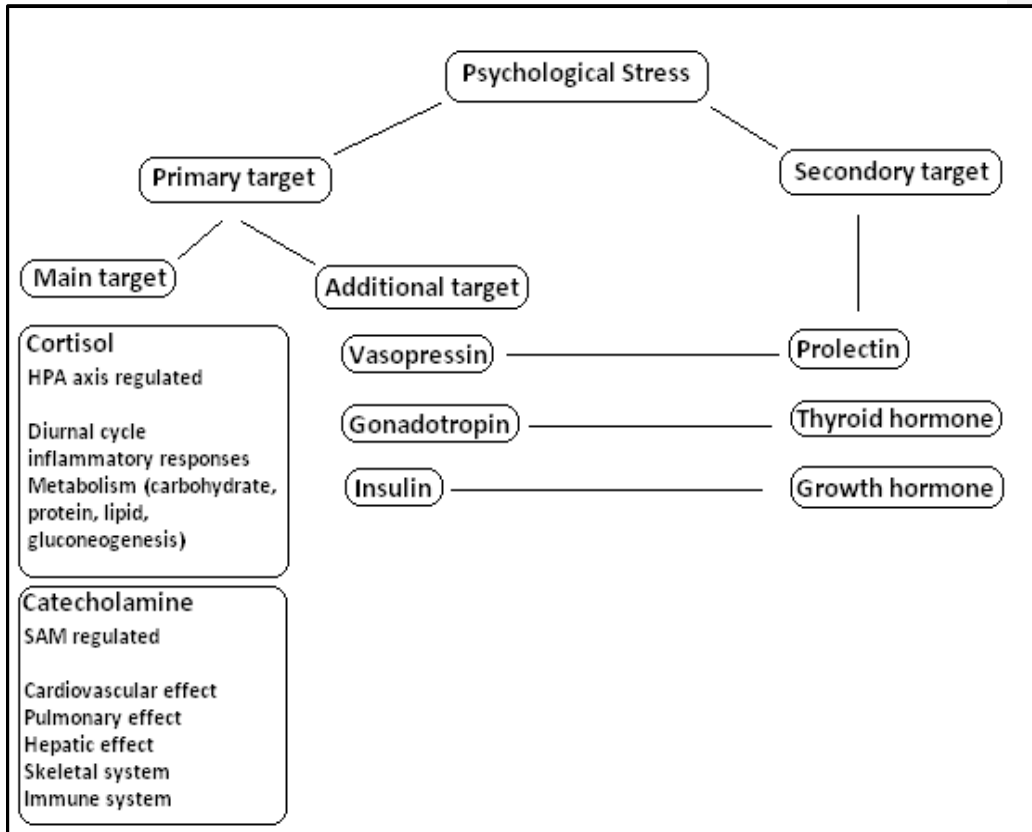 Psychological Stress
Primary target
Secondory target
Main target
Additional target
Cortisol
HPA axis regulated
Diurnal cycle
inflammatory responses
Metabolism (carbohydrate,
protein, lipid,
gluconeogenesis)
Vasopressin
Prolectin
Gonadotropin
Thyroid hormone
Insulin
Growth hormone
Catecholamine
SAM regulated
Cardiovascular effect
Pulmonary effect
Hepatic effect
Skeletal system
Immune system